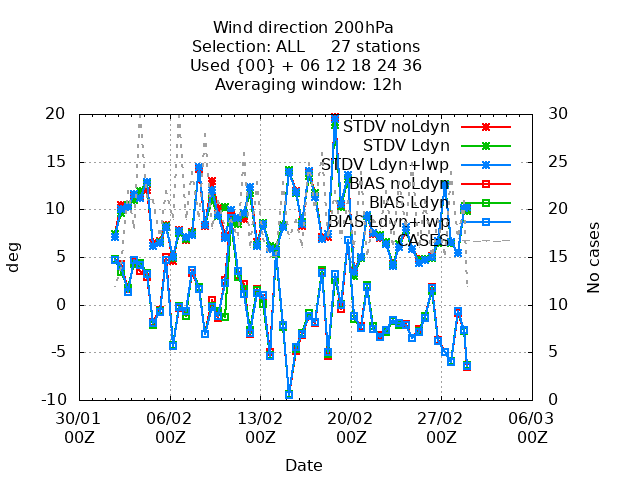 Wind direction 200hPa
Selection: ALL 27 stations
Used {00} + 06 12 18 24 36
Averaging window: 12h
20 30
STDV noLdyn
STDV Ldyn
15 STDV Ldyn+lwp
BIAS noLdyn
10 BIAS Ldyn 20
BIAS Ldyn+lwp
CASES
deg 5 No cases
0 10
-5
-10 0
30/01 06/02 13/02 20/02 27/02 06/03
00Z 00Z 00Z 00Z 00Z 00Z
Date